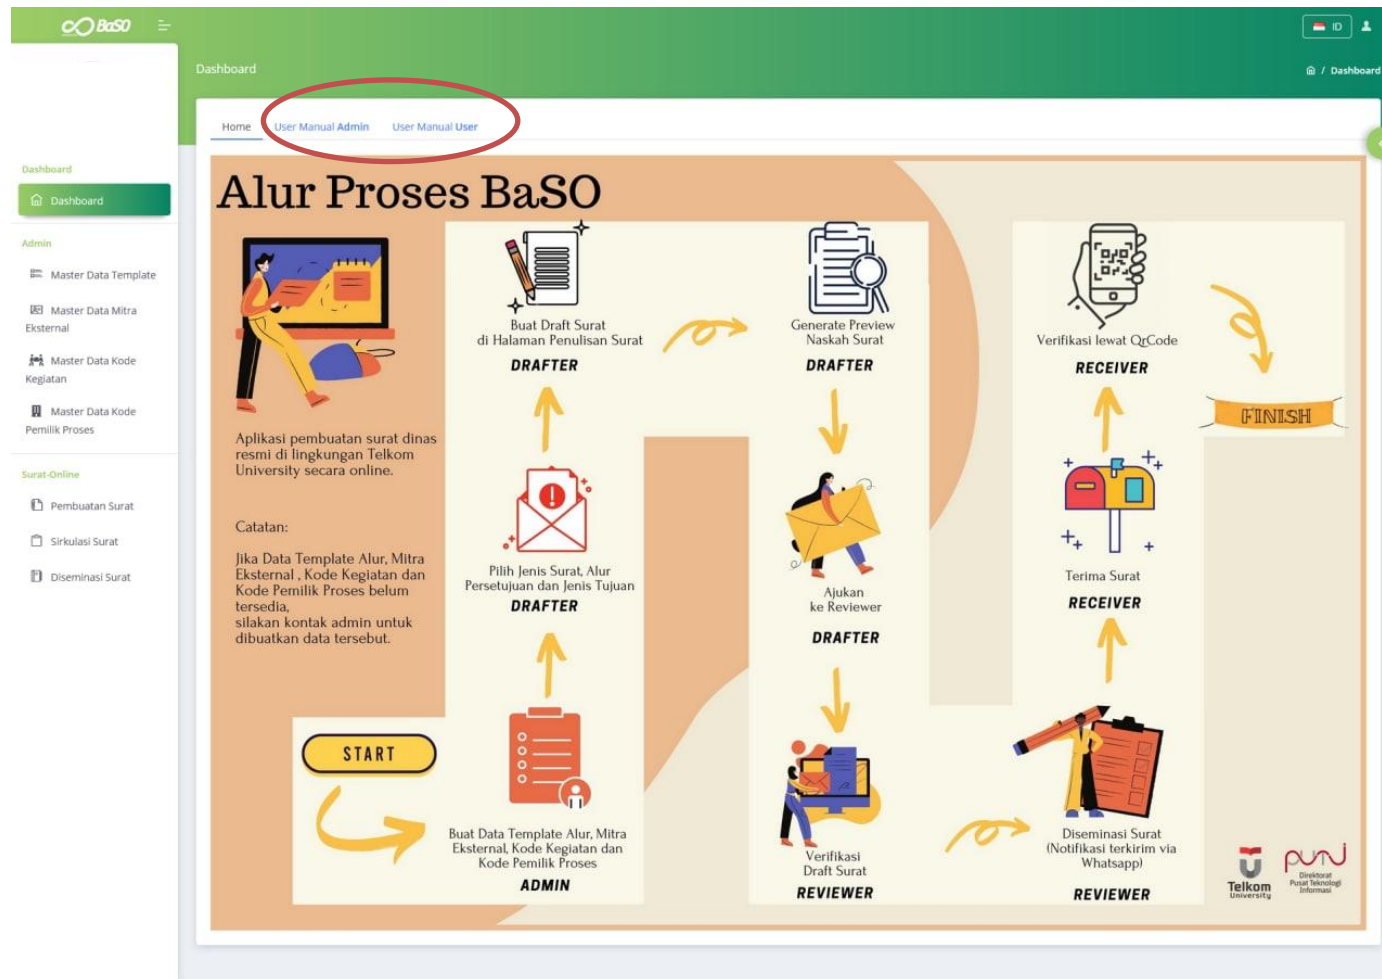 BaSO
ID
Dashboard
/ Dashboard
Home
User Manual Admin
User Manual User
Dashboard
Dashboard
Admin
Master Data Template
Master Data Mitra
Eksternal
Master Data Kode
Kegiatan
Master Data Kode
Pemilik Proses
Surat-Online
Pembuatan Surat
Sirkulasi Surat
Diseminasi Surat
Alur Proses BaSO
Aplikasi pembuatan surat dinas
resmi di lingkungan Telkom
University secara online.
Catatan:
Jika Data Template Alur, Mitra
Eksternal , Kode Kegiatan dan
Kode Pemilik Proses belum
tersedia,
silakan kontak admin untuk
dibuatkan data tersebut.
START
Buat Data Template Alur, Mitra
Eksternal, Kode Kegiatan dan
Kode Pemilik Proses
ADMIN
Pilih Jenis Surat, Alur
Persetujuan dan Jenis Tujuan
DRAFTER
Buat Draft Surat
di Halaman Penulisan Surat
DRAFTER
Generate Preview
Naskah Surat
DRAFTER
Ajukan
ke Reviewer
DRAFTER
Verifikasi
Draft Surat
REVIEWER
Diseminasi Surat
(Notifikasi terkirim via
Whatsapp)
REVIEWER
Terima Surat
RECEIVER
Verifikasi lewat QrCode
RECEIVER
FINISH
Telkom
University
puti
Direktorat
Pusat Teknologi
Informasi